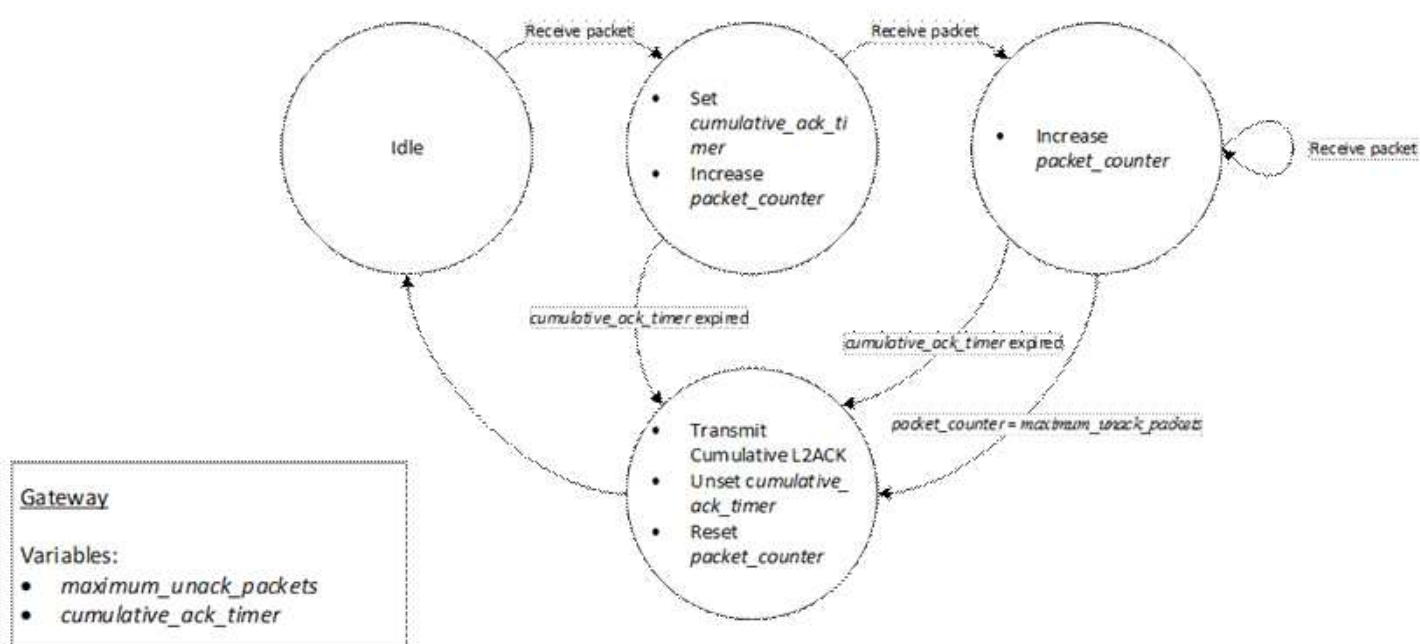 Receive packet
Receive packet
Idle
• Set
cumulative_ack_ti
mer
• Increase
packet_counter
• Increase
packet_counter
Receive packet
cumulative_ack_timer expired
cumulative_ack_timer expired
packet_counter = maximum_unack_packets
• Transmit
Cumulative L2ACK
• Unset cumulative_
ack_timer
• Reset
packet_counter
Gateway
Variables:
• maximum_unack_packets
• cumulative_ack_timer